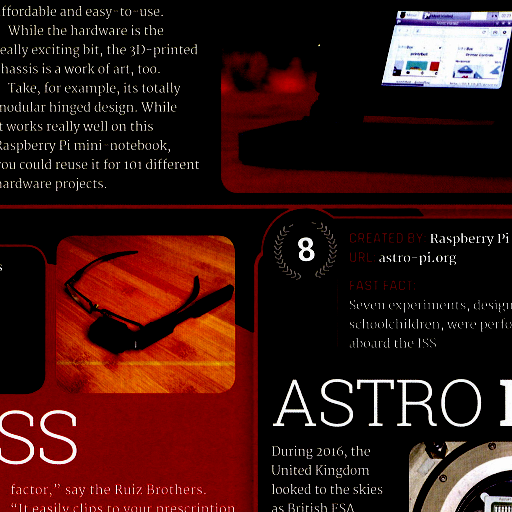 ffordable and easy-to-use.
While the hardware is the
eally exciting bit, the 3D-printed
hassis is a work of art, too.
Take, for example, its totally
modular hinged design. While
t works really well on this
Raspberry Pi mini-notebook,
you could reuse it for 101 different
hardware projects.
s
SS
factor,” say the Ruiz Brothers.
“It easily clips to your prescription
8
CREATED BY: Raspberry Pi
URL: astro-pi.org
FAST FACT:
Seven experiments, design
schoolchildren, were perfo
aboard the ISS
ASTRO
During 2016, the
United Kingdom
looked to the skies
as British ESA